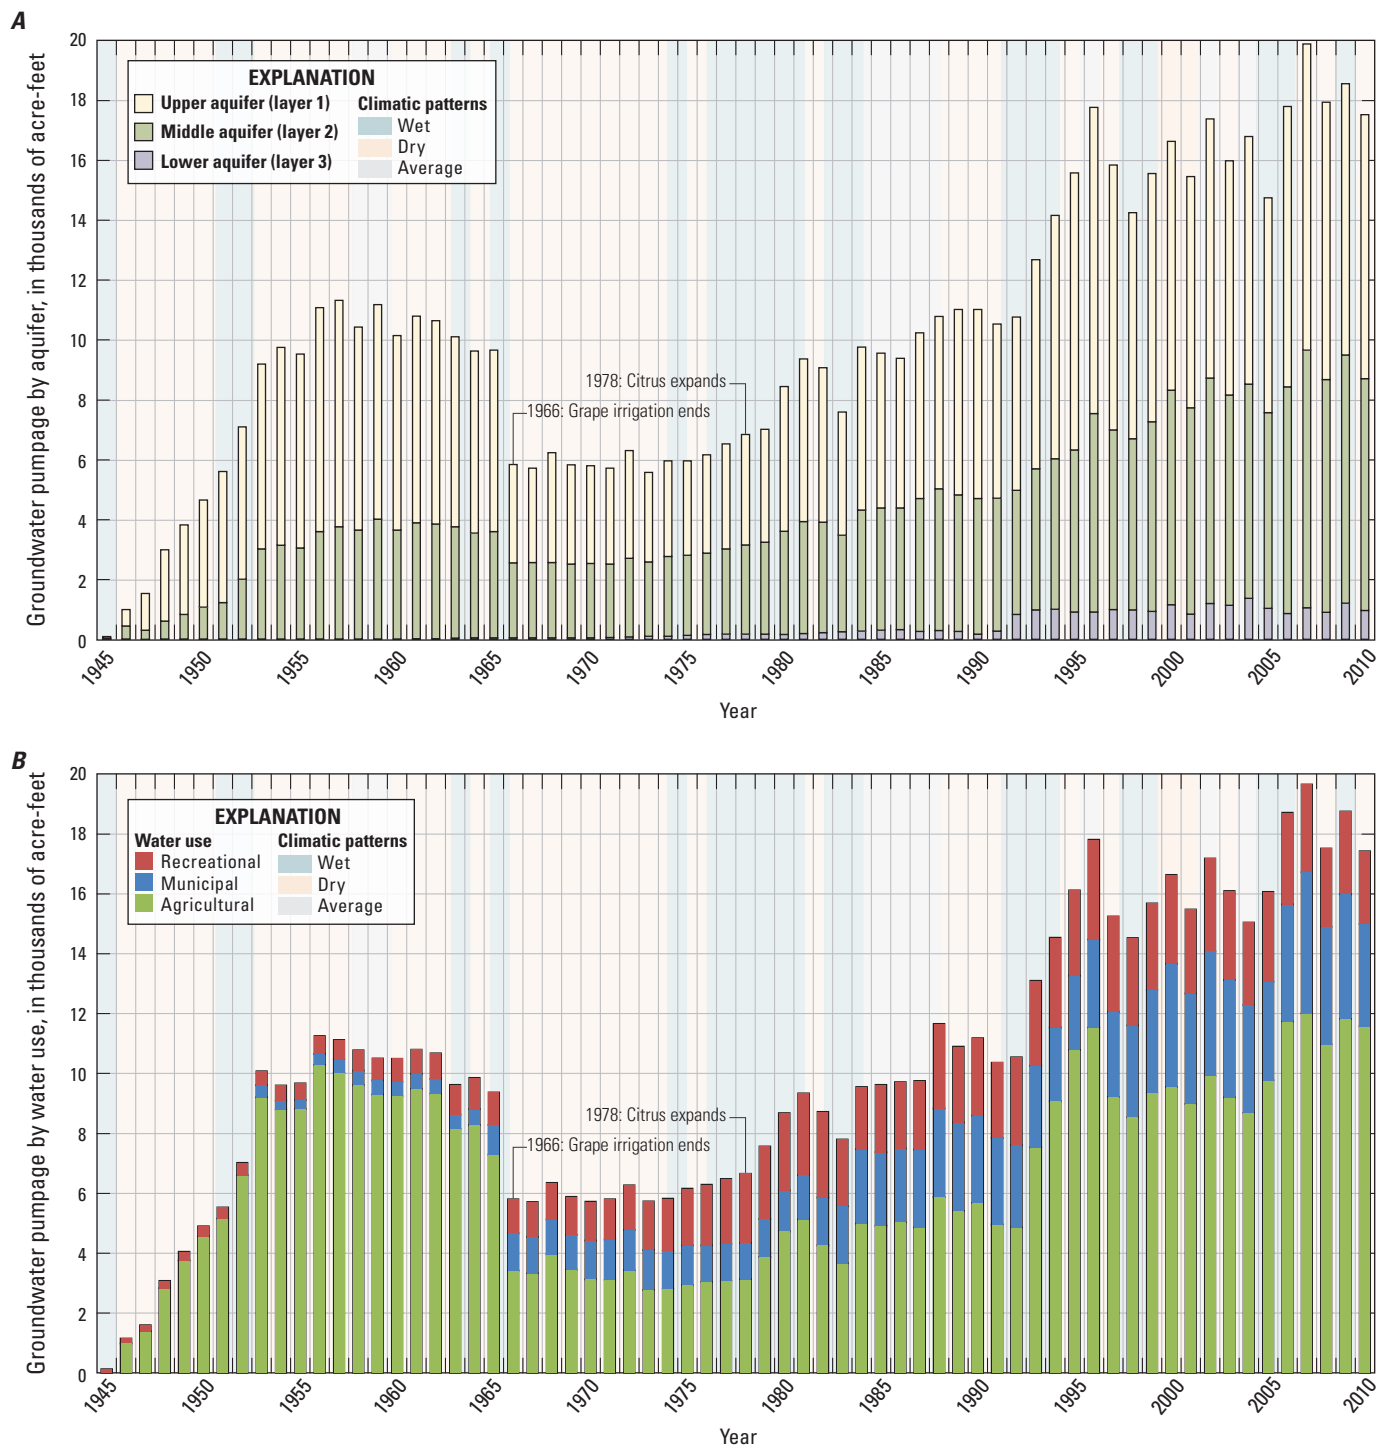 A
Groundwater pumpage by aquifer, in thousands of acre-feet
20
18
16
14
12
10
8
6
4
2
0
EXPLANATION
Upper aquifer (layer 1)
Middle aquifer (layer 2)
Lower aquifer (layer 3)
Climatic patterns
Wet
Dry
Average
1978: Citrus expands
1966: Grape irrigation ends
1945
1950
1955
1960
1965
1970
1975
1980
1985
1990
1995
2000
2005
2010
Year
B
Groundwater pumpage by water use, in thousands of acre-feet
20
18
16
14
12
10
8
6
4
2
0
EXPLANATION
Water use
Recreational
Municipal
Agricultural
Climatic patterns
Wet
Dry
Average
1978: Citrus expands
1966: Grape irrigation ends
1945
1950
1955
1960
1965
1970
1975
1980
1985
1990
1995
2000
2005
2010
Year